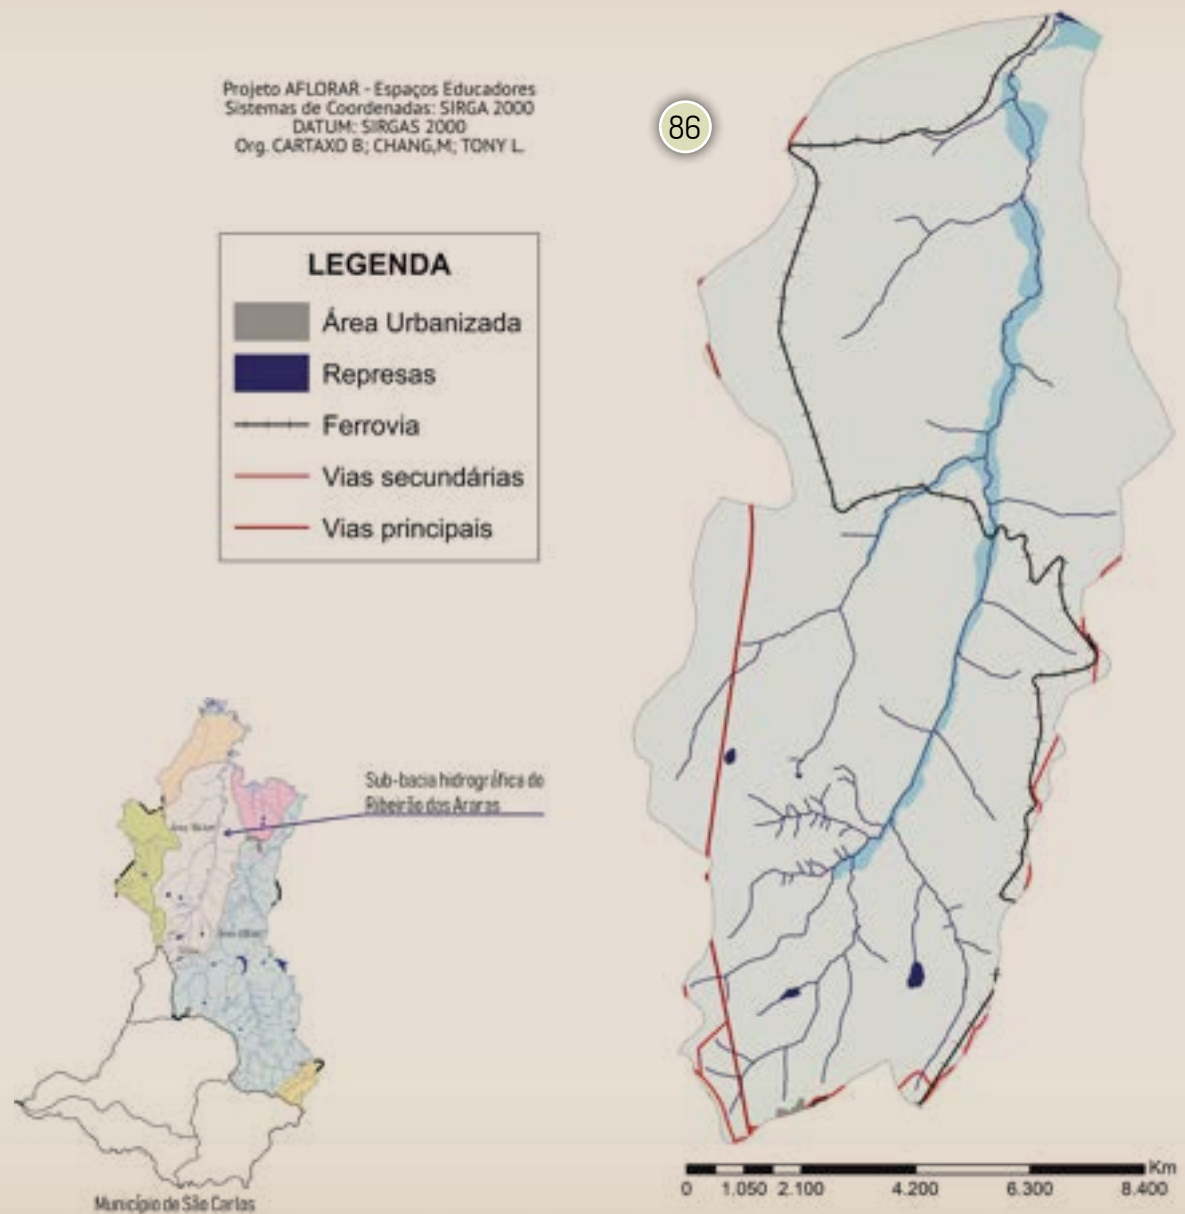 Projeto AFLORAR - Espaços Educadores
Sistemas de Coordenadas: SIRGA 2000
DATUM: SIRGAS 2000
Org. CARTAXO B; CHANG,M; TONY L.
86
LEGENDA
Área Urbanizada
Represas
Ferrovia
Vias secundárias
Vias principais
Sub-bacia hidrográfica do
Ribeirão das Araras
Município de São Carlos
Km
0 1.050 2.100 4.200 6.300 8.400